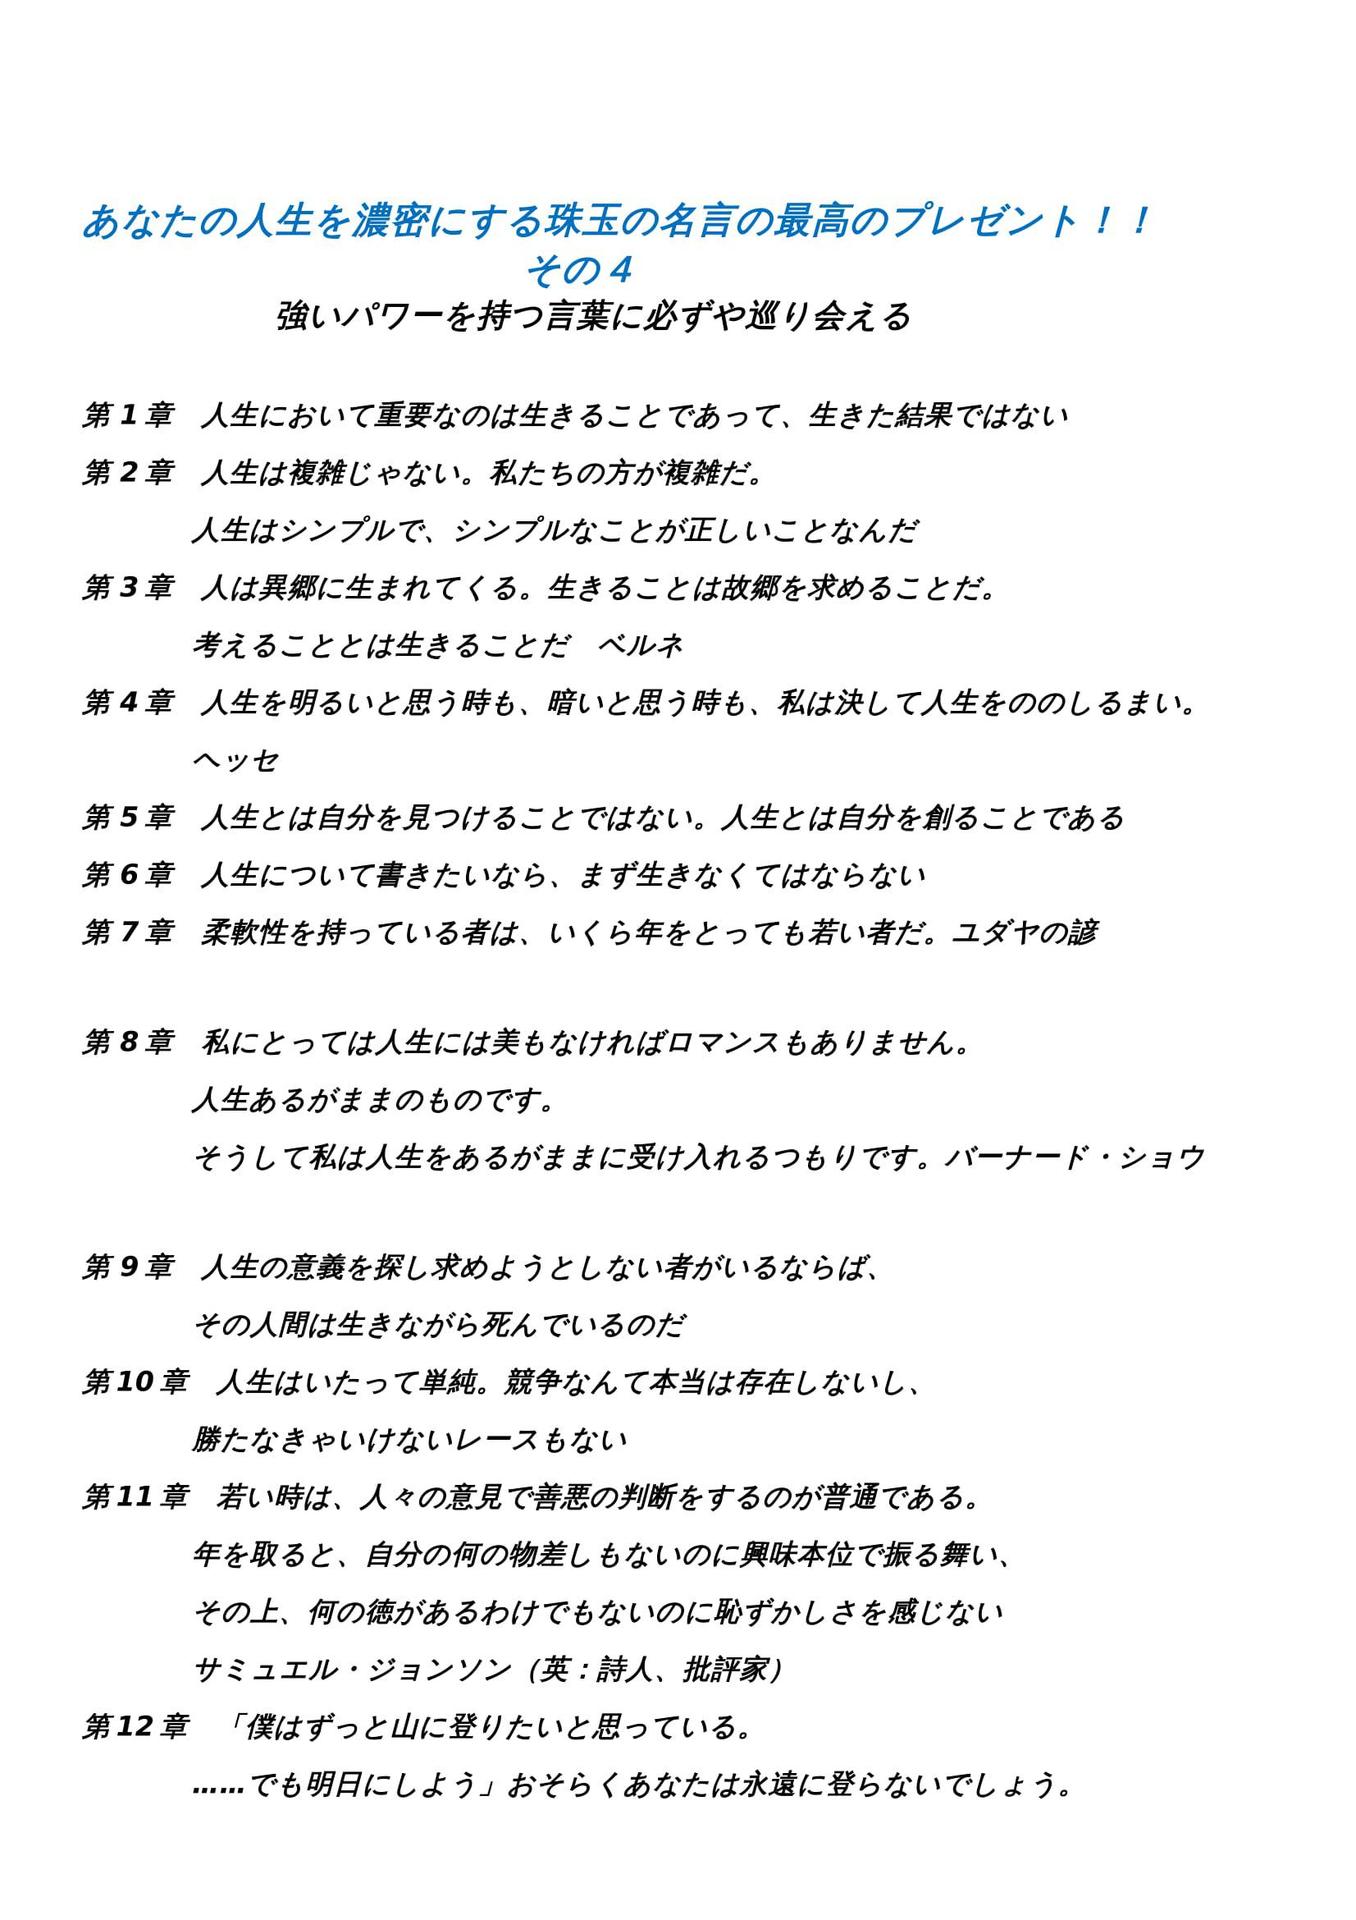 あなたの人生を濃密にする珠玉の名言の最高のプレゼント！！
その４
強いパワーを持つ言葉に必ずや巡り会える
第1章　人生において重要なのは生きることであって、生きた結果ではない
第2章　人生は複雑じゃない。私たちの方が複雑だ。
人生はシンプルで、シンプルなことが正しいことなんだ
第3章　人は異郷に生まれてくる。生きることは故郷を求めることだ。
考えることとは生きることだ　ベルネ
第4章　人生を明るいと思う時も、暗いと思う時も、私は決して人生をののしるまい。
ヘッセ
第5章　人生とは自分を見つけることではない。人生とは自分を創ることである
第6章　人生について書きたいなら、まず生きなくてはならない
第7章　柔軟性を持っている者は、いくら年をとっても若い者だ。ユダヤの諺
第8章　私にとっては人生には美もなければロマンスもありません。
人生あるがままのものです。
そうして私は人生をあるがままに受け入れるつもりです。バーナード・ショウ
第9章　人生の意義を探し求めようとしない者がいるならば、
その人間は生きながら死んでいるのだ
第10章　人生はいたって単純。競争なんて本当は存在しないし、
勝たなきゃいけないレースもない
第11章　若い時は、人々の意見で善悪の判断をするのが普通である。
年を取ると、自分の何の物差しもないのに興味本位で振る舞い、
その上、何の徳があるわけでもないのに恥ずかしさを感じない
サミュエル・ジョンソン（英：詩人、批評家）
第12章　「僕はずっと山に登りたいと思っている。
……でも明日にしよう」おそらくあなたは永遠に登らないでしょう。